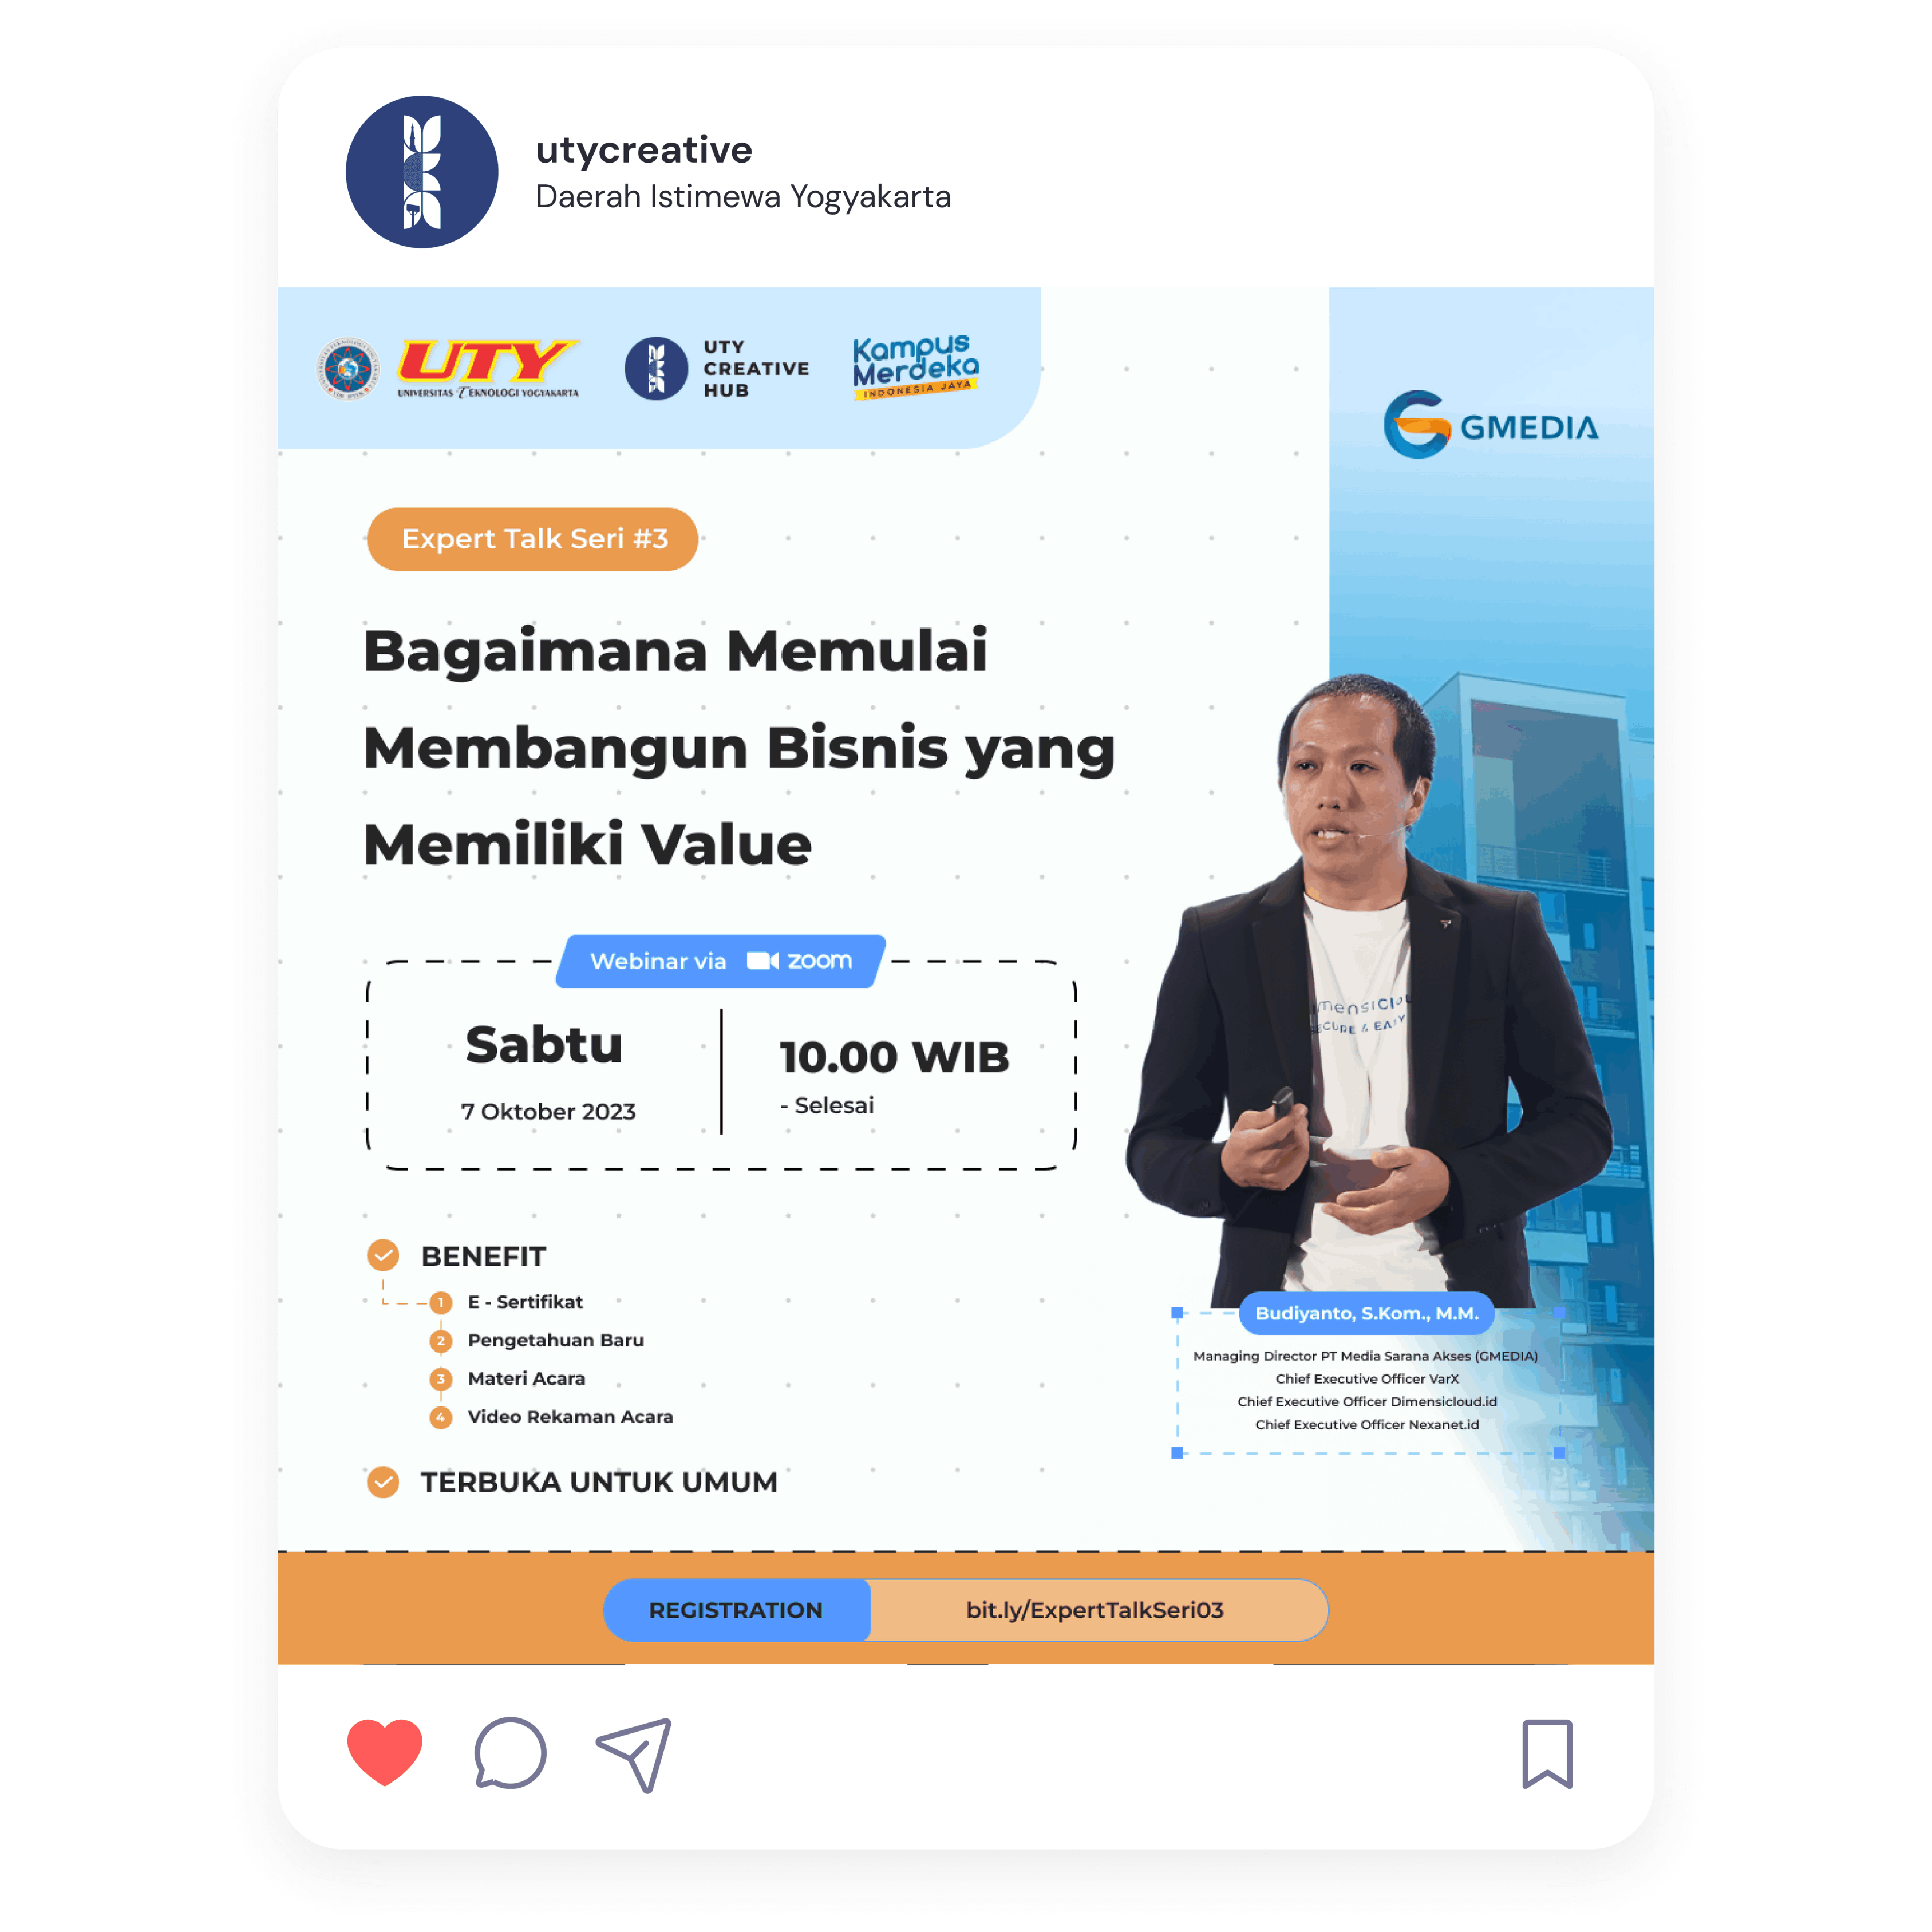 utycreative
Daerah Istimewa Yogyakarta
UTY
UNIVERSITAS TEKNOLOGI YOGYAKARTA
UTY
CREATIVE
HUB
Kampus
Merdeka
INDONESIA JAYA
GMEDIA
Expert Talk Seri #3
Bagaimana Memulai
Membangun Bisnis yang
Memiliki Value
Webinar via zoom
Sabtu
7 Oktober 2023
10.00 WIB
- Selesai
BENEFIT
1 E - Sertifikat
2 Pengetahuan Baru
3 Materi Acara
4 Video Rekaman Acara
TERBUKA UNTUK UMUM
Budiyanto, S.Kom., M.M.
Managing Director PT Media Sarana Akses (GMEDIA)
Chief Executive Officer VarX
Chief Executive Officer Dimensicloud.id
Chief Executive Officer Nexanet.id
REGISTRATION
bit.ly/ExpertTalkSeri03